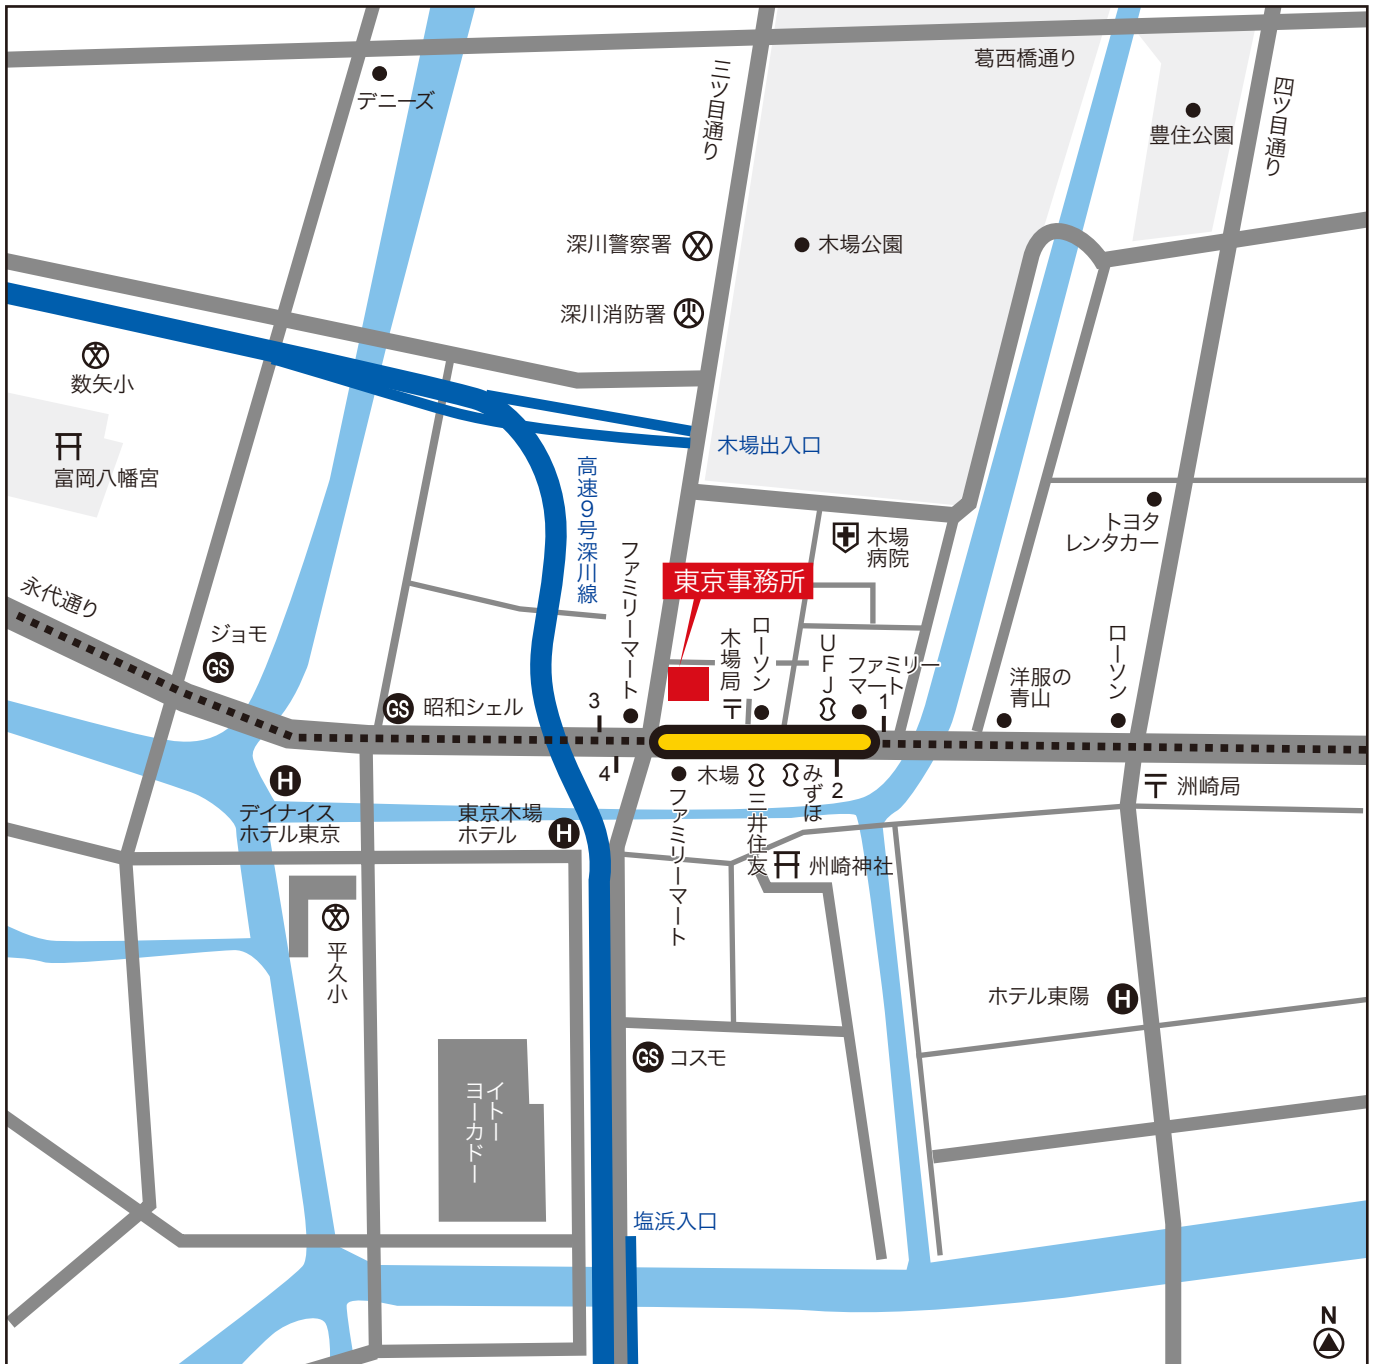 葛西橋通り
三ツ目通り
四ツ目通り
デニーズ
豊住公園
深川警察署
木場公園
深川消防署
文
数矢小
富岡八幡宮
木場出入口
高速9号深川線
トヨタ
レンタカー
木場
病院
ファミリーマート
東京事務所
永代通り
ジョモ
GS
木場局
ローソン
UFJ
ファミリー
マート
洋服の
青山
ローソン
GS
昭和シェル
3
1
4
木場
2
みずほ
三井住友
ファミリーマート
洲崎局
H
デイナイス
ホテル東京
東京木場
ホテル
H
州崎神社
文
平久小
ホテル東陽
H
GS
コスモ
イトー
ヨーカドー
塩浜入口
N